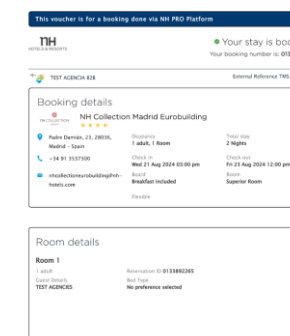 This voucher is for a booking done via NH PRO Platform
nh
HOTELS & RESORTS
Your stay is boo
Your booking number is: 013
TEST AGENCIA B2B
External Reference TMS
Booking details
NH COLLECTION
NH Collection Madrid Eurobuilding
Padre Damián, 23, 28036,
Madrid - Spain
Occupancy
1 adult, 1 Room
Total stay
2 Nights
+34 91 3537300
Check in
Wed 21 Aug 2024 03:00 pm
Check out
Fri 23 Aug 2024 12:00 pm
nhcollectioneurobuilding@nh-
hotels.com
Board
Breakfast included
Room
Superior Room
Flexible
Room details
Room 1
1 adult
Reservation ID 0133892265
Guest Details
TEST AGENCIES
Bed Type
No preference selected